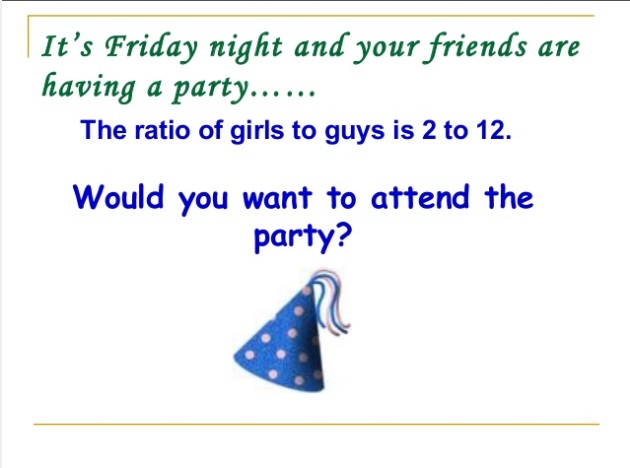 It's Friday night and your friends are
having a party……
The ratio of girls to guys is 2 to 12.
Would you want to attend the
party?